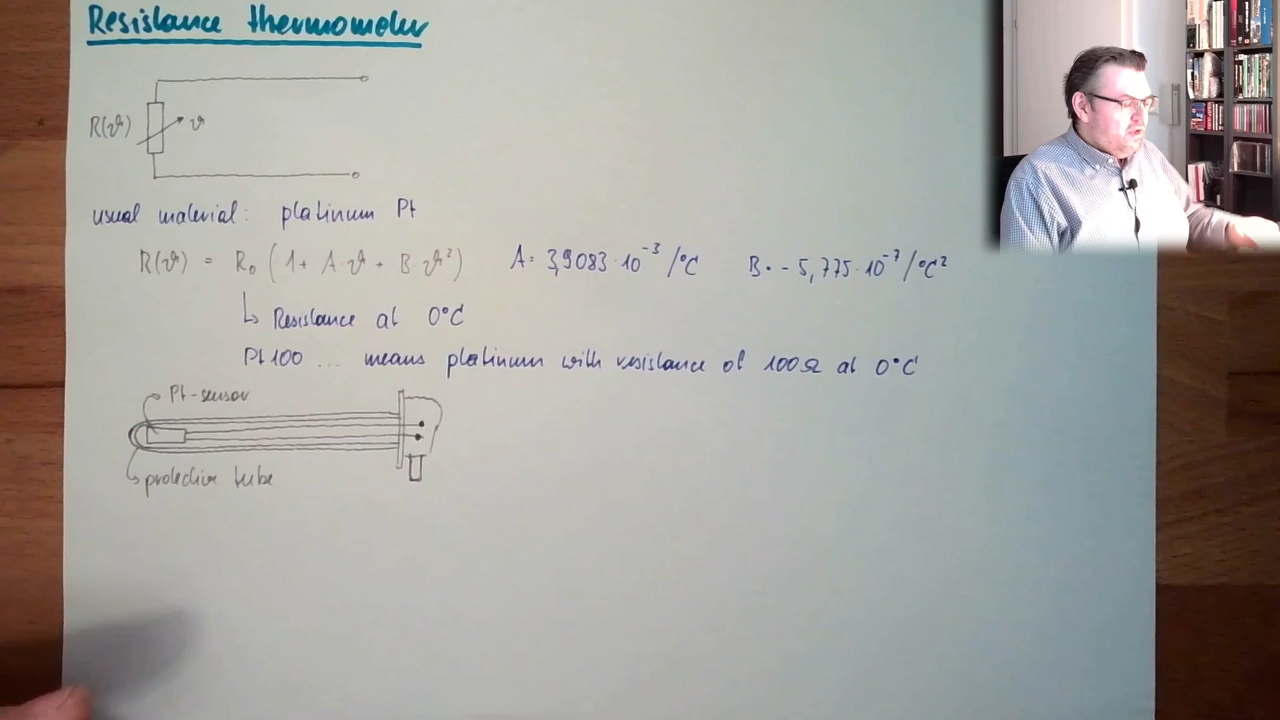 Resistance thermometer
R(ϑ) ϑ
usual material: platinum Pt
R(ϑ) = R₀ (1 + A·ϑ + B·ϑ²) A = 3,9083·10⁻³ /°C B = -5,775·10⁻⁷ /°C²
↳ Resistance at 0°C
Pt100 ... means platinum with resistance of 100Ω at 0°C
Pt-sensor
protective tube